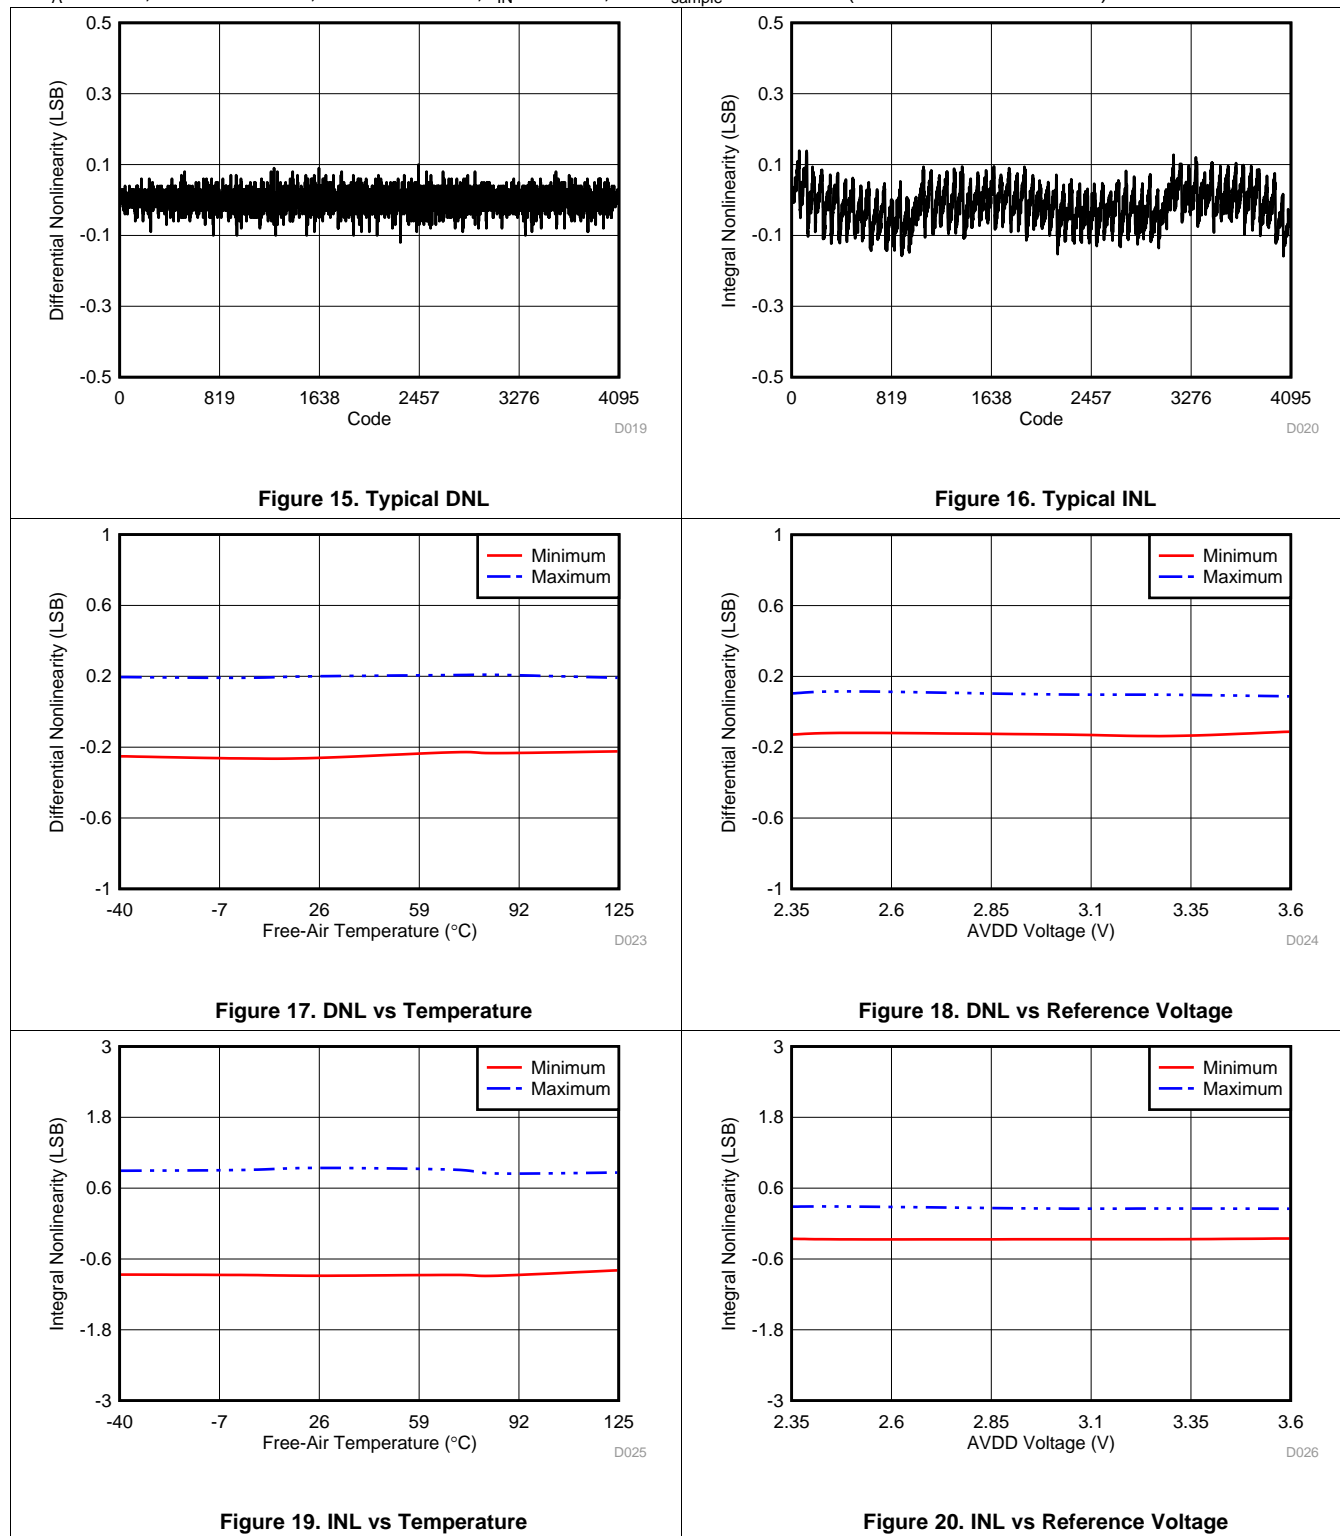 A
IN
sample
0.5
0.3
0.1
-0.1
-0.3
-0.5
Differential Nonlinearity (LSB)
0 819 1638 2457 3276 4095
Code
D019
Figure 15. Typical DNL
0.5
0.3
0.1
-0.1
-0.3
-0.5
Integral Nonlinearity (LSB)
0 819 1638 2457 3276 4095
Code
D020
Figure 16. Typical INL
1
0.6
0.2
-0.2
-0.6
-1
Differential Nonlinearity (LSB)
Minimum
Maximum
-40 -7 26 59 92 125
Free-Air Temperature (°C)
D023
Figure 17. DNL vs Temperature
1
0.6
0.2
-0.2
-0.6
-1
Differential Nonlinearity (LSB)
Minimum
Maximum
2.35 2.6 2.85 3.1 3.35 3.6
AVDD Voltage (V)
D024
Figure 18. DNL vs Reference Voltage
3
1.8
0.6
-0.6
-1.8
-3
Integral Nonlinearity (LSB)
Minimum
Maximum
-40 -7 26 59 92 125
Free-Air Temperature (°C)
D025
Figure 19. INL vs Temperature
3
1.8
0.6
-0.6
-1.8
-3
Integral Nonlinearity (LSB)
Minimum
Maximum
2.35 2.6 2.85 3.1 3.35 3.6
AVDD Voltage (V)
D026
Figure 20. INL vs Reference Voltage